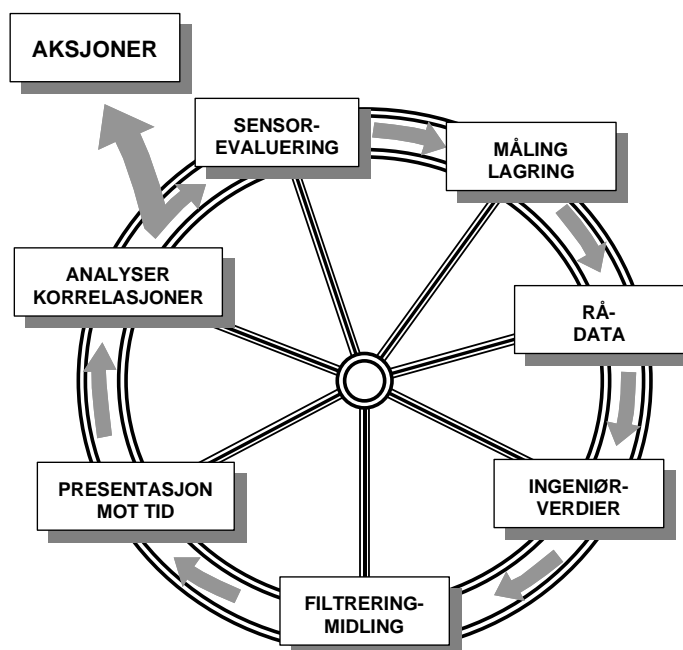 AKSJONER
SENSOR-
EVALUERING
MÅLING
LAGRING
RÅ-
DATA
INGENIØR-
VERDIER
FILTRERING-
MIDLING
PRESENTASJON
MOT TID
ANALYSER
KORRELASJONER